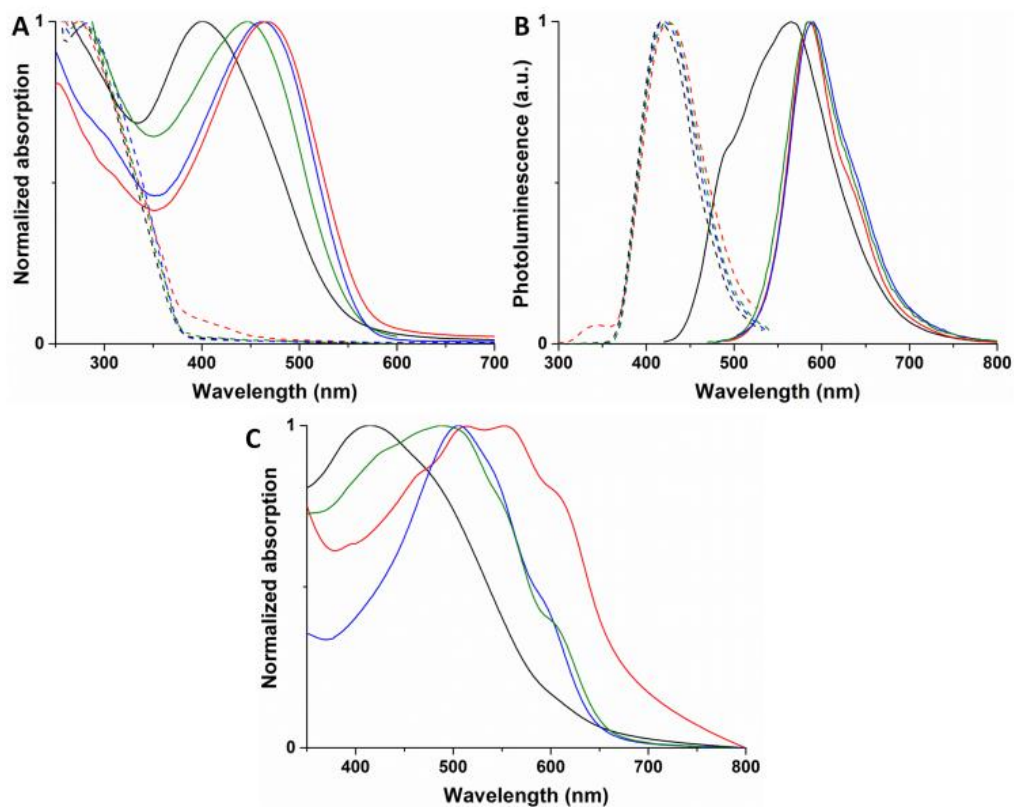 A
1
Normalized absorption
0
300 400 500 600 700
Wavelength (nm)
B
1
Photoluminescence (a.u.)
0
300 400 500 600 700 800
Wavelength (nm)
C
1
Normalized absorption
0
400 500 600 700 800
Wavelength (nm)